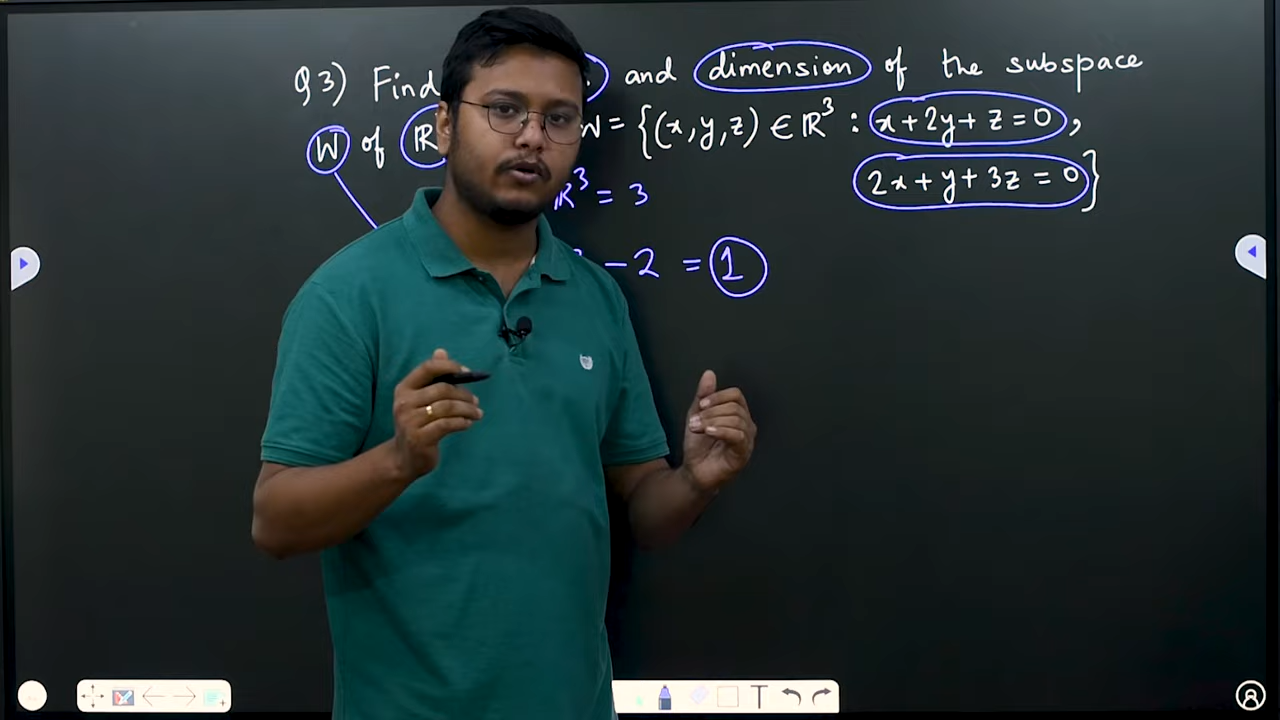 Q3) Find and dimension of the subspace
W of W = {(x, y, z) ∈ ℝ³ : x + 2y + z = 0,
2x + y + 3z = 0}
ℝ³ = 3
- 2 = 1
T